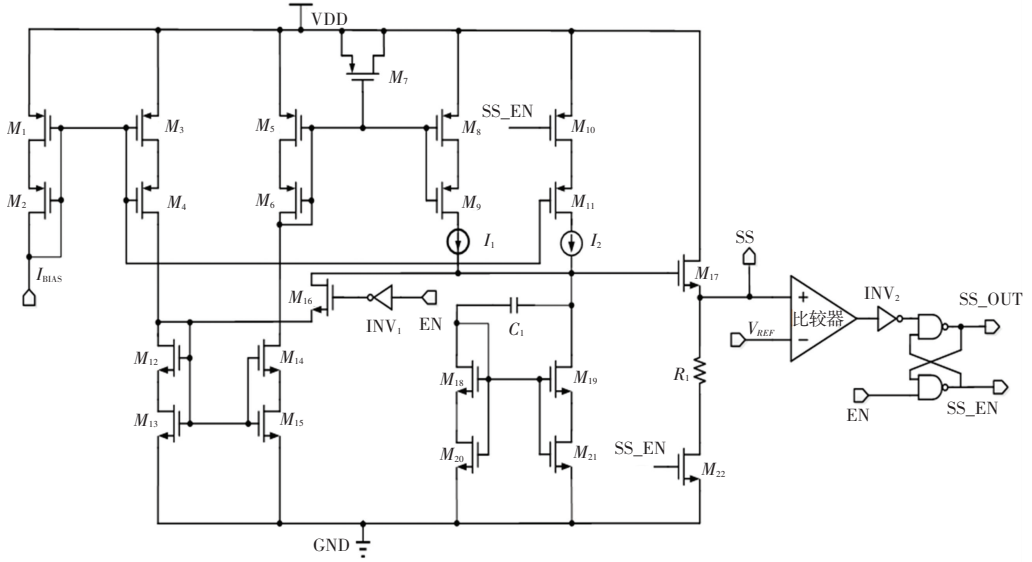 VDD
M₇
M₁
M₃
M₅
M₈
SS_EN
M₁₀
M₂
M₄
M₆
M₉
M₁₁
I₁
I₂
I_BIAS
M₁₆
INV₁
EN
C₁
M₁₇
SS
INV₂
SS_OUT
V_REF
+
比较器
−
M₁₂
M₁₄
M₁₈
M₁₉
R₁
M₁₃
M₁₅
EN
SS_EN
M₂₀
M₂₁
SS_EN
M₂₂
GND